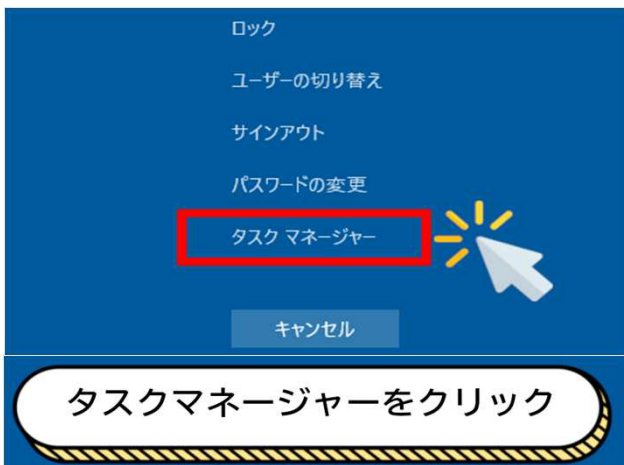 ロック
ユーザーの切り替え
サインアウト
パスワードの変更
タスク マネージャー
キャンセル
タスクマネージャーをクリック